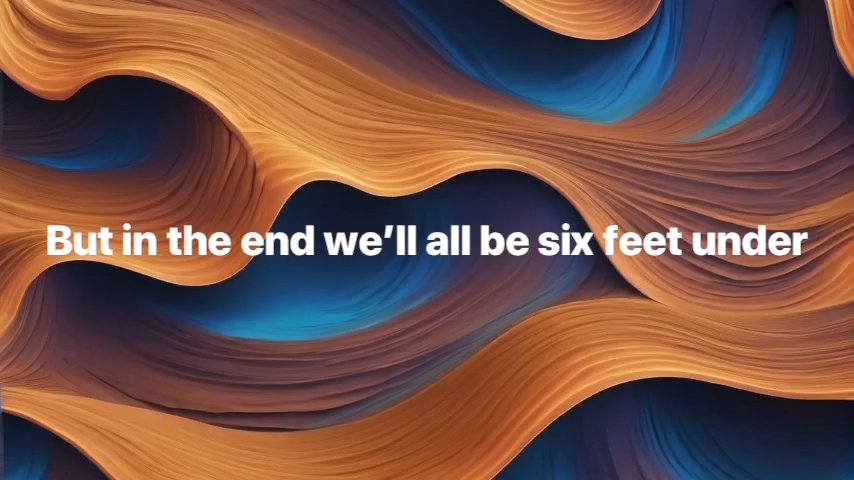 But in the end we’ll all be six feet under